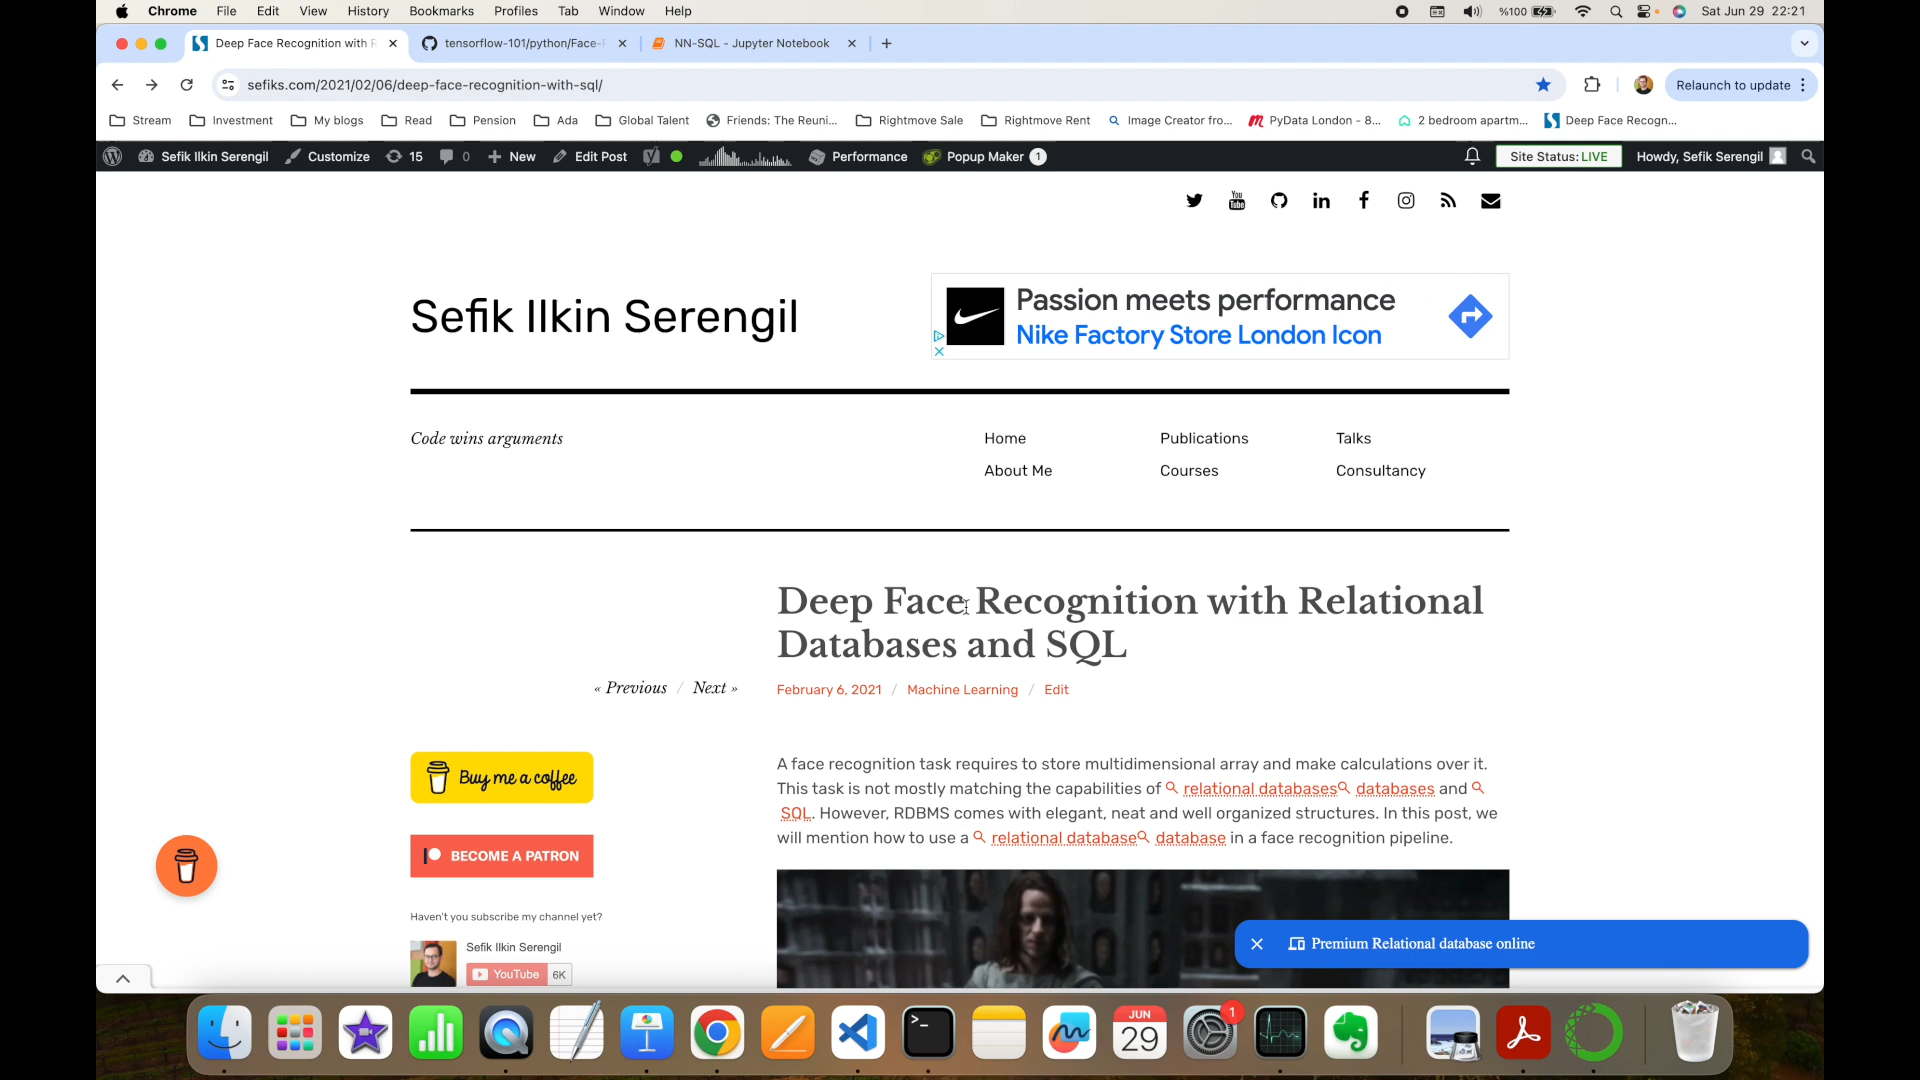 Chrome File Edit View History Bookmarks Profiles Tab Window Help %100 Sat Jun 29 22:21
Deep Face Recognition with R tensorflow-101/python/Face-F NN-SQL - Jupyter Notebook
sefiks.com/2021/02/06/deep-face-recognition-with-sql/ Relaunch to update
Stream Investment My blogs Read Pension Ada Global Talent Friends: The Reuni... Rightmove Sale Rightmove Rent Image Creator fro... PyData London - 8... 2 bedroom apartm... Deep Face Recogn...
Sefik Ilkin Serengil Customize 15 0 New Edit Post Performance Popup Maker 1 Site Status: LIVE Howdy, Sefik Serengil
You Tube
Sefik Ilkin Serengil
Passion meets performance
Nike Factory Store London Icon
Code wins arguments
Home Publications Talks
About Me Courses Consultancy
Deep Face Recognition with Relational
Databases and SQL
« Previous / Next »
February 6, 2021 / Machine Learning / Edit
Buy me a coffee
BECOME A PATRON
Haven't you subscribe my channel yet?
Sefik Ilkin Serengil
YouTube 6K
A face recognition task requires to store multidimensional array and make calculations over it.
This task is not mostly matching the capabilities of relational databases databases and
SQL. However, RDBMS comes with elegant, neat and well organized structures. In this post, we
will mention how to use a relational database database in a face recognition pipeline.
Premium Relational database online
JUN
29
1